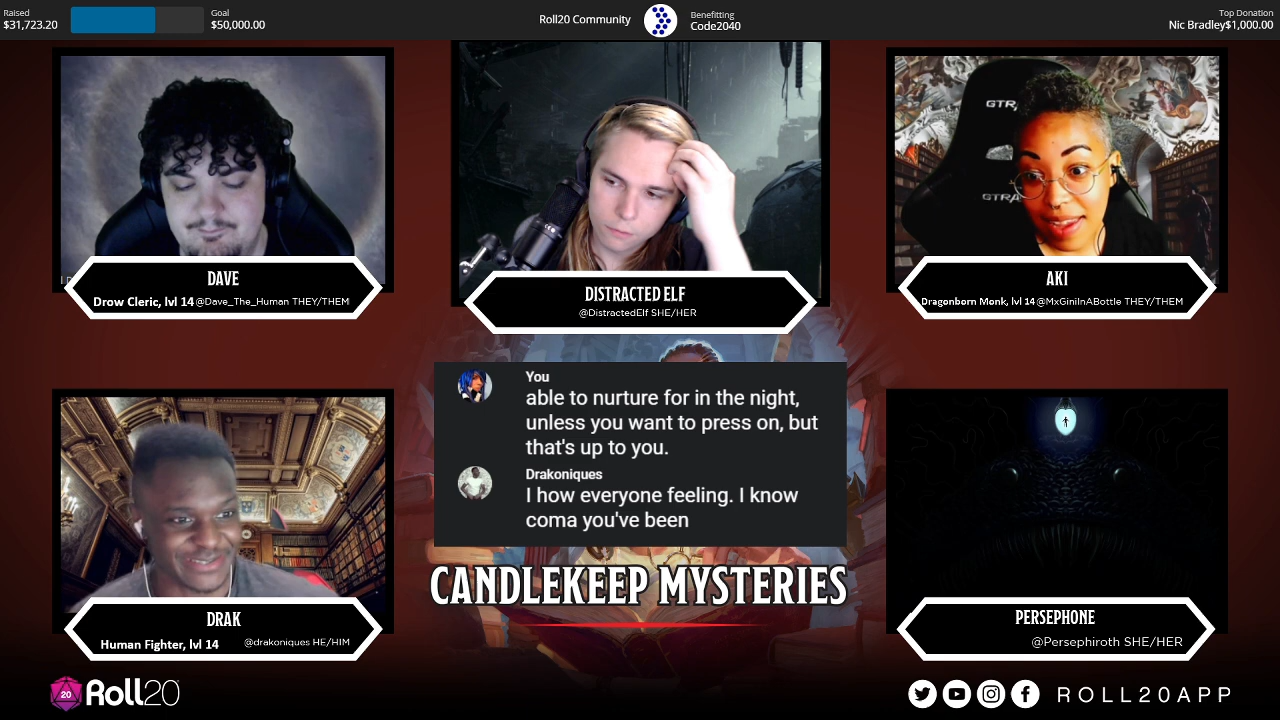 Raised
$31,723.20
Goal
$50,000.00
Roll20 Community
Benefitting
Code2040
Top Donation
Nic Bradley$1,000.00
GTR
GTRA
DAVE
Drow Cleric, lvl 14 @Dave_The_Human THEY/THEM
DISTRACTED ELF
@DistractedElf SHE/HER
AKI
Dragonborn Monk, lvl 14 @MxGiniInABottle THEY/THEM
You
able to nurture for in the night,
unless you want to press on, but
that's up to you.
Drakoniques
I how everyone feeling. I know
coma you've been
CANDLEKEEP MYSTERIES
DRAK
Human Fighter, lvl 14 @drakoniques HE/HIM
PERSEPHONE
@Persephiroth SHE/HER
20 Roll20
ROLL20APP